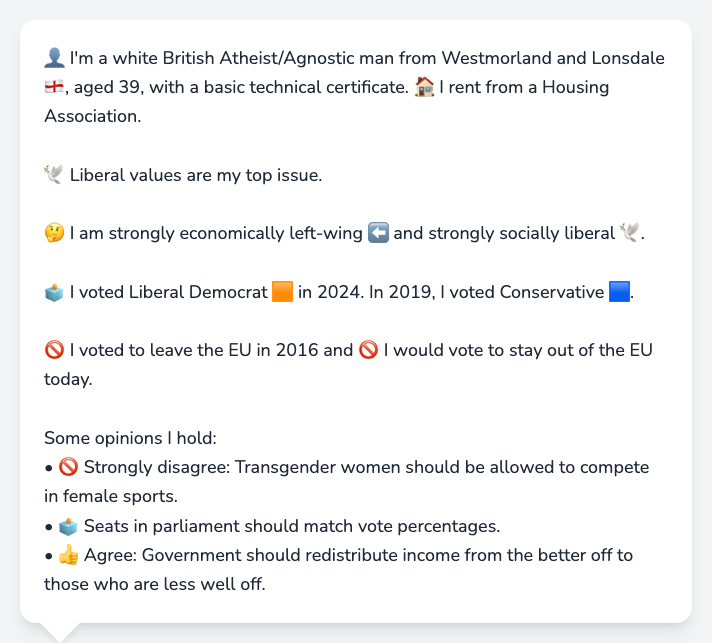 👤 I'm a white British Atheist/Agnostic man from Westmorland and Lonsdale
🏴󠁧󠁢󠁥󠁮󠁧󠁿, aged 39, with a basic technical certificate. 🏠 I rent from a Housing
Association.
🕊️ Liberal values are my top issue.
🤔 I am strongly economically left-wing ⬅️ and strongly socially liberal 🕊️.
🗳️ I voted Liberal Democrat 🟧 in 2024. In 2019, I voted Conservative 🟦.
🚫 I voted to leave the EU in 2016 and 🚫 I would vote to stay out of the EU
today.
Some opinions I hold:
• 🚫 Strongly disagree: Transgender women should be allowed to compete
in female sports.
• 🗳️ Seats in parliament should match vote percentages.
• 👍 Agree: Government should redistribute income from the better off to
those who are less well off.